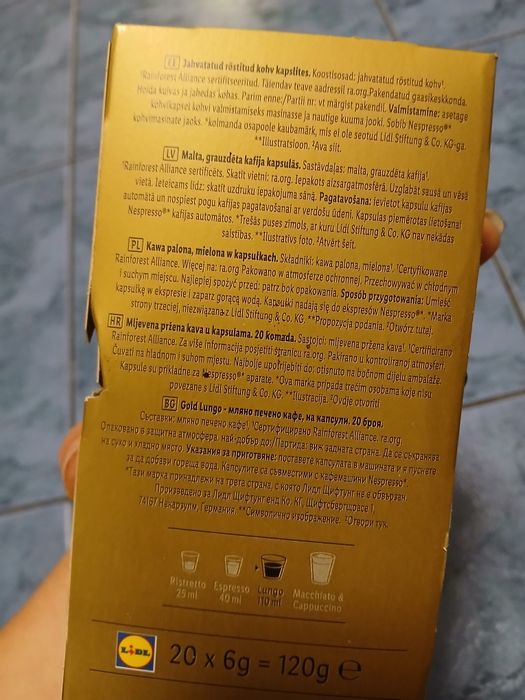 EE Jahvatatud röstitud kohv kapslites. Koostisosad: jahvatatud röstitud kohv¹.
¹Rainforest Alliance sertifitseeritud. Täiendav teave aadressil ra.org. Pakendatud gaasikeskkonda.
Hoida kuivas ja jahedas kohas. Parim enne:/Partii nr: vt märgist pakendil. Valmistamine: asetage
kohvikapsel kohvi valmistamiseks masinasse ja nautige kuuma jooki. Sobib Nespresso®*
kohvimasinate jaoks. *kolmanda osapoole kaubamärk, mis ei ole seotud Lidl Stiftung & Co. KG-ga.
**Illustratsioon. ²Ava siit.
LV Malta, grauzdēta kafija kapsulās. Sastāvdaļas: malta, grauzdēta kafija¹.
¹Rainforest Alliance sertificēts. Skatīt vietni: ra.org. Iepakots aizsargatmosfērā. Uzglabāt sausā un vēsā
vietā. Ieteicams līdz: skatīt uzdruku iepakojuma sānā. Pagatavošana: ievietot kapsulu kafijas
automātā un nospiest pogu kafijas pagatavošanai ar verdošu ūdeni. Kapsulas piemērotas lietošanai
Nespresso®* kafijas automātos. *Trešās puses zīmols, ar kuru Lidl Stiftung & Co. KG nav nekādas
saistības. **Ilustratīvs foto. ²Atvērt šeit.
PL Kawa palona, mielona w kapsułkach. Składniki: kawa palona, mielona¹. ¹Certyfikowane
Rainforest Alliance. Więcej na: ra.org Pakowano w atmosferze ochronnej. Przechowywać w chłodnym
i suchym miejscu. Najlepiej spożyć przed: patrz bok opakowania. Sposób przygotowania: Umieść
kapsułkę w ekspresie i zaparz gorącą wodą. Kapsułki nadają się do ekspresów Nespresso®*. *Marka
strony trzeciej, niezwiązanej z Lidl Stiftung & Co. KG. **Propozycja podania. ²Otwórz tutaj.
HR Mljevena pržena kava u kapsulama. 20 komada. Sastojci: mljevena pržena kava¹. ¹Certificirano
Rainforest Alliance. Za više informacija posjetiti stranicu ra.org. Pakirano u kontroliranoj atmosferi.
Čuvati na hladnom i suhom mjestu. Najbolje upotrijebiti do: otisnuto na bočnom dijelu ambalaže.
Kapsule su prikladne za Nespresso®* aparate. *Ova marka pripada trećim osobama koje nisu
povezane s Lidl Stiftung & Co. KG. **Ilustracija. ²Ovdje otvoriti
BG Gold Lungo - мляно печено кафе, на капсули. 20 броя.
Съставки: мляно печено кафе¹. ¹Сертифицирано Rainforest Alliance. ra.org.
Опаковано в защитна атмосфера. най-добър до:/Партида: виж задната страна. Да се съхранява
на сухо и хладно място. Указания за приготвяне: поставете капсулата в машината и я пуснете
за да добави гореща вода. Капсулите са съвместими с кафемашини Nespresso®*.
*Тази марка принадлежи на трета страна, с която Лидл Щифтунг не е обвързан.
Произведено за Лидл Щифтунг енд Ко. КГ, Щифтсбергщрасе 1,
74167 Некарзулм, Германия. **Символично изображение. ²Отвори тук.
Ristretto Espresso Lungo Macchiato &
25 ml 40 ml 110 ml Cappuccino
LIDL 20 x 6g = 120g ℮